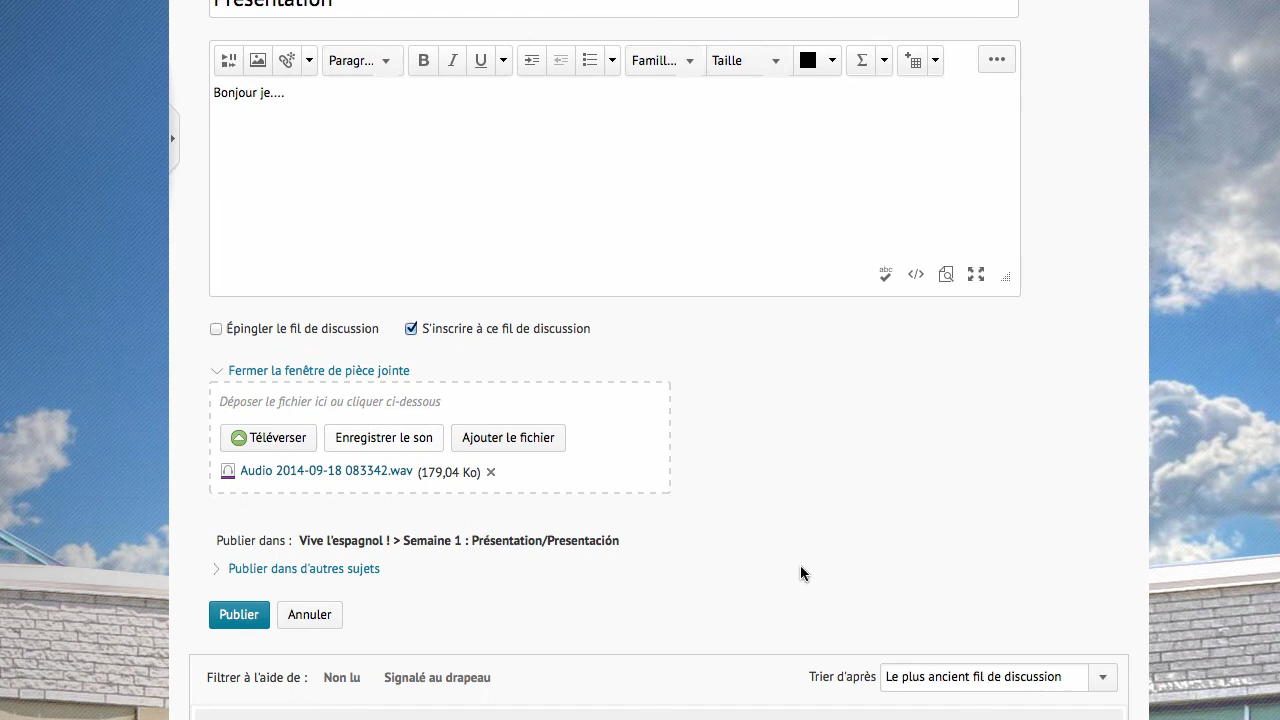 Présentation
Paragr... B I U Famill... Taille Σ
Bonjour je....
abc
Épingler le fil de discussion S'inscrire à ce fil de discussion
Fermer la fenêtre de pièce jointe
Déposer le fichier ici ou cliquer ci-dessous
Téléverser Enregistrer le son Ajouter le fichier
Audio 2014-09-18 083342.wav (179,04 Ko)
Publier dans : Vive l'espagnol ! > Semaine 1 : Présentation/Presentación
Publier dans d'autres sujets
Publier Annuler
Filtrer à l'aide de : Non lu Signalé au drapeau Trier d'après Le plus ancient fil de discussion